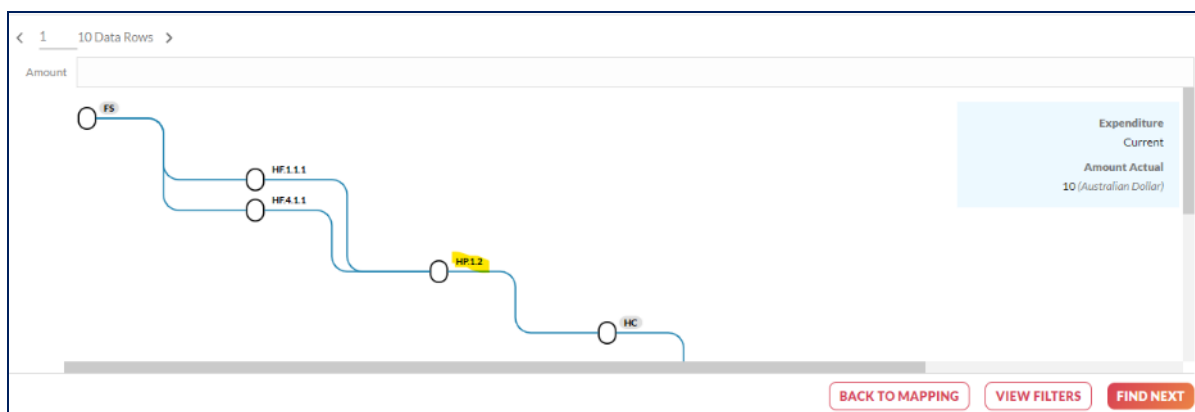 1 10 Data Rows
Amount
FS
Expenditure
Current
Amount Actual
10 (Australian Dollar)
HF.1.1.1
HF.4.1.1
HP.1.2
HC
BACK TO MAPPING
VIEW FILTERS
FIND NEXT